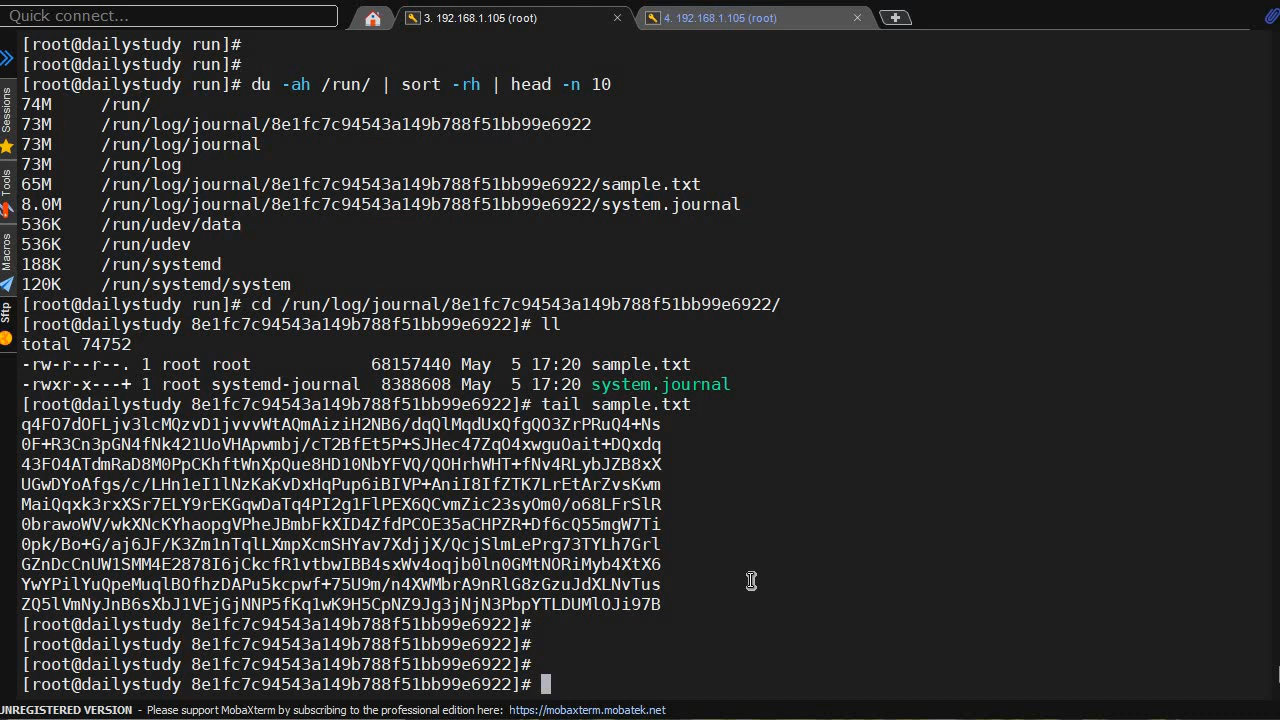 Quick connect...
3. 192.168.1.105 (root)
4. 192.168.1.105 (root)
Sessions
Tools
Macros
Sftp
[root@dailystudy run]#
[root@dailystudy run]#
[root@dailystudy run]# du -ah /run/ | sort -rh | head -n 10
74M /run/
73M /run/log/journal/8e1fc7c94543a149b788f51bb99e6922
73M /run/log/journal
73M /run/log
65M /run/log/journal/8e1fc7c94543a149b788f51bb99e6922/sample.txt
8.0M /run/log/journal/8e1fc7c94543a149b788f51bb99e6922/system.journal
536K /run/udev/data
536K /run/udev
188K /run/systemd
120K /run/systemd/system
[root@dailystudy run]# cd /run/log/journal/8e1fc7c94543a149b788f51bb99e6922/
[root@dailystudy 8e1fc7c94543a149b788f51bb99e6922]# ll
total 74752
-rw-r--r--. 1 root root 68157440 May 5 17:20 sample.txt
-rwxr-x---+ 1 root systemd-journal 8388608 May 5 17:20 system.journal
[root@dailystudy 8e1fc7c94543a149b788f51bb99e6922]# tail sample.txt
q4FO7dOFLjv3lcMQzvD1jvvvWtAQmAiziH2NB6/dqQlMqdUxQfgQO3ZrPRuQ4+Ns
0F+R3Cn3pGN4fNk421UoVHApwmbj/cT2BfEt5P+SJHec47ZqO4xwguOait+DQxdq
43FO4ATdmRaD8M0PpCKhftWnXpQue8HD10NbYFVQ/QOHrhWHT+fNv4RLybJZB8xX
UGwDYoAfgs/c/LHn1eI1lNzKaKvDxHqPup6iBIVP+AniI8IfZTK7LrEtArZvsKwm
MaiQqxk3rxXSr7ELY9rEKGqwDaTq4PI2g1FlPEX6QCvmZic23syOm0/o68LFrSlR
0brawoWV/wkXNcKYhaopgVPheJBmbFkXID4ZfdPCOE35aCHPZR+Df6cQ55mgW7Ti
0pk/Bo+G/aj6JF/K3Zm1nTqlLXmpXcmSHYav7XdjjX/QcjSlmLePrg73TYLh7Grl
GZnDcCnUW1SMM4E2878I6jCkcfR1vtbwIBB4sxWv4oqjb0ln0GMtNORiMyb4XtX6
YwYPilYuQpeMuqlBOfhzDAPu5kcpwf+75U9m/n4XWMbrA9nRlG8zGzuJdXLNvTus
ZQ5lVmNyJnB6sXbJ1VEjGjNNP5fKq1wK9H5CpNZ9Jg3jNjN3PbpYTLDUMlOJi97B
[root@dailystudy 8e1fc7c94543a149b788f51bb99e6922]#
[root@dailystudy 8e1fc7c94543a149b788f51bb99e6922]#
[root@dailystudy 8e1fc7c94543a149b788f51bb99e6922]#
[root@dailystudy 8e1fc7c94543a149b788f51bb99e6922]#
UNREGISTERED VERSION - Please support MobaXterm by subscribing to the professional edition here: https://mobaxterm.mobatek.net